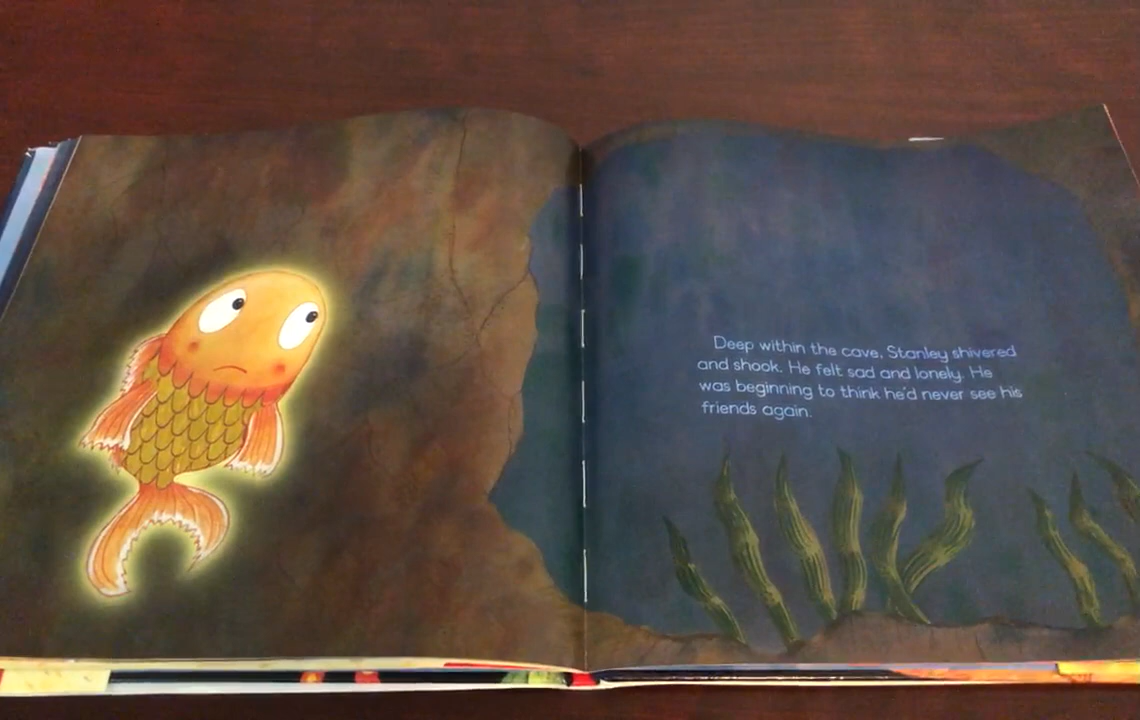 Deep within the cave, Stanley shivered
and shook. He felt sad and lonely. He
was beginning to think he'd never see his
friends again.